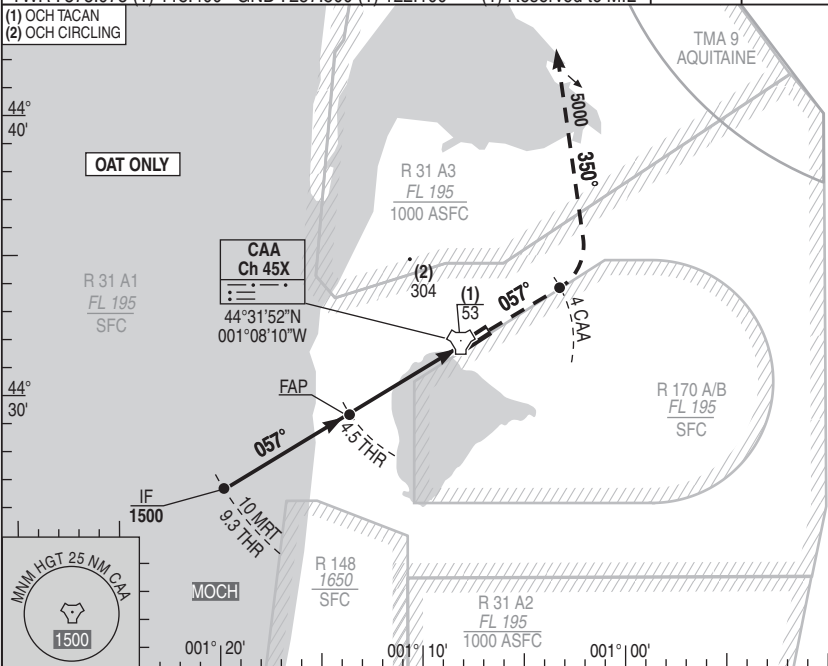 (1) OCH TACAN
(2) OCH CIRCLING
TMA 9
AQUITAINE
44°
40'
OAT ONLY
5000
350°
R 31 A3
FL 195
1000 ASFC
CAA
Ch 45X
44°31'52"N
001°08'10"W
R 31 A1
FL 195
SFC
(2)
304
(1)
53
057°
4 CAA
44°
30'
FAP
4.5 THR
R 170 A/B
FL 195
SFC
057°
IF
1500
10 MRT
9.3 THR
MNM HGT 25 NM CAA
1500
MOCH
R 148
1650
SFC
R 31 A2
FL 195
1000 ASFC
001° 20'
001° 10'
001° 00'